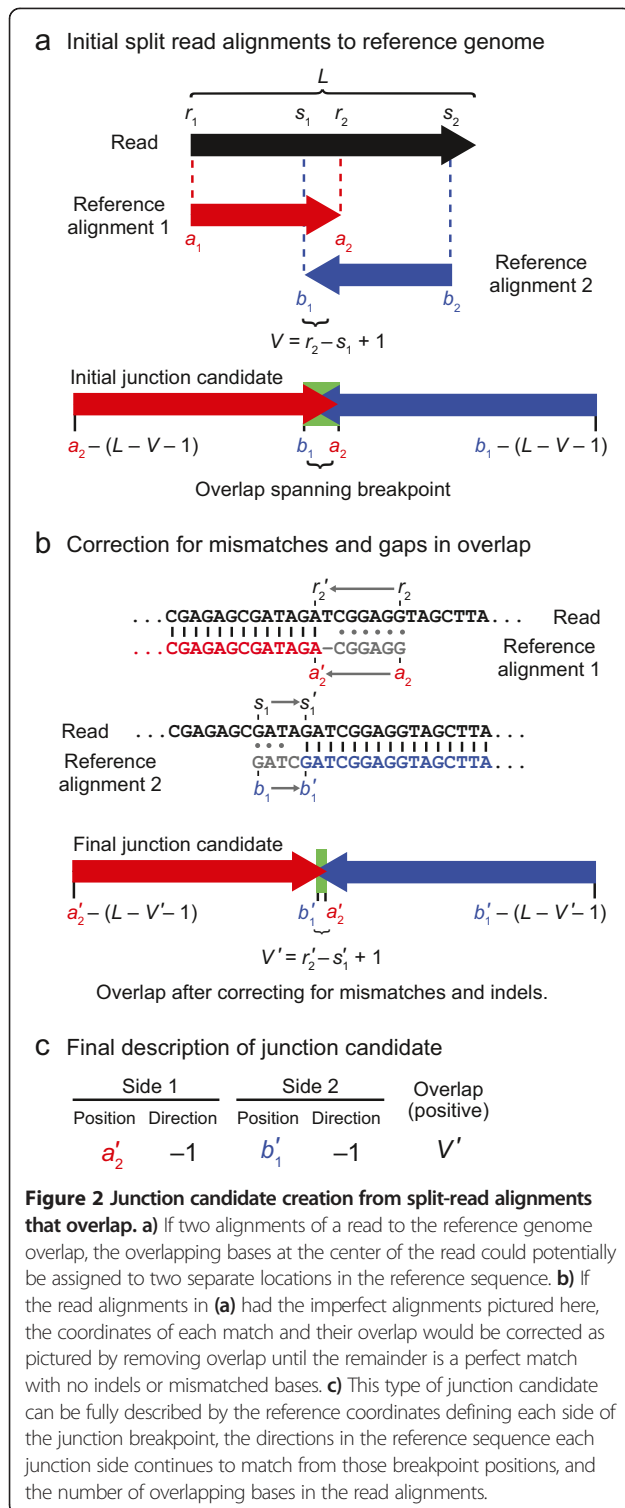 a Initial split read alignments to reference genome
L
r₁ s₁ r₂ s₂
Read
Reference alignment 1
a₁ a₂
Reference alignment 2
b₁ b₂
V = r₂ – s₁ + 1
Initial junction candidate
a₂ – (L – V – 1) b₁ a₂ b₁ – (L – V – 1)
Overlap spanning breakpoint
b Correction for mismatches and gaps in overlap
r₂′ r₂
...CGAGAGCGATAGATCGGAGGTAGCTTA... Read
...CGAGAGCGATAGA–CGGAGG Reference alignment 1
a₂′ a₂
s₁ s₁′
Read ...CGAGAGCGATAGATCGGAGGTAGCTTA...
Reference alignment 2 GATCGATCGGAGGTAGCTTA...
b₁ b₁′
Final junction candidate
a₂′ – (L – V′– 1) b₁′ a₂′ b₁′ – (L – V′– 1)
V′ = r₂′ – s₁′ + 1
Overlap after correcting for mismatches and indels.
c Final description of junction candidate
Side 1 Side 2 Overlap (positive)
Position Direction Position Direction
a₂′ –1 b₁′ –1 V′
Figure 2 Junction candidate creation from split-read alignments
that overlap. a) If two alignments of a read to the reference genome
overlap, the overlapping bases at the center of the read could potentially
be assigned to two separate locations in the reference sequence. b) If
the read alignments in (a) had the imperfect alignments pictured here,
the coordinates of each match and their overlap would be corrected as
pictured by removing overlap until the remainder is a perfect match
with no indels or mismatched bases. c) This type of junction candidate
can be fully described by the reference coordinates defining each side of
the junction breakpoint, the directions in the reference sequence each
junction side continues to match from those breakpoint positions, and
the number of overlapping bases in the read alignments.